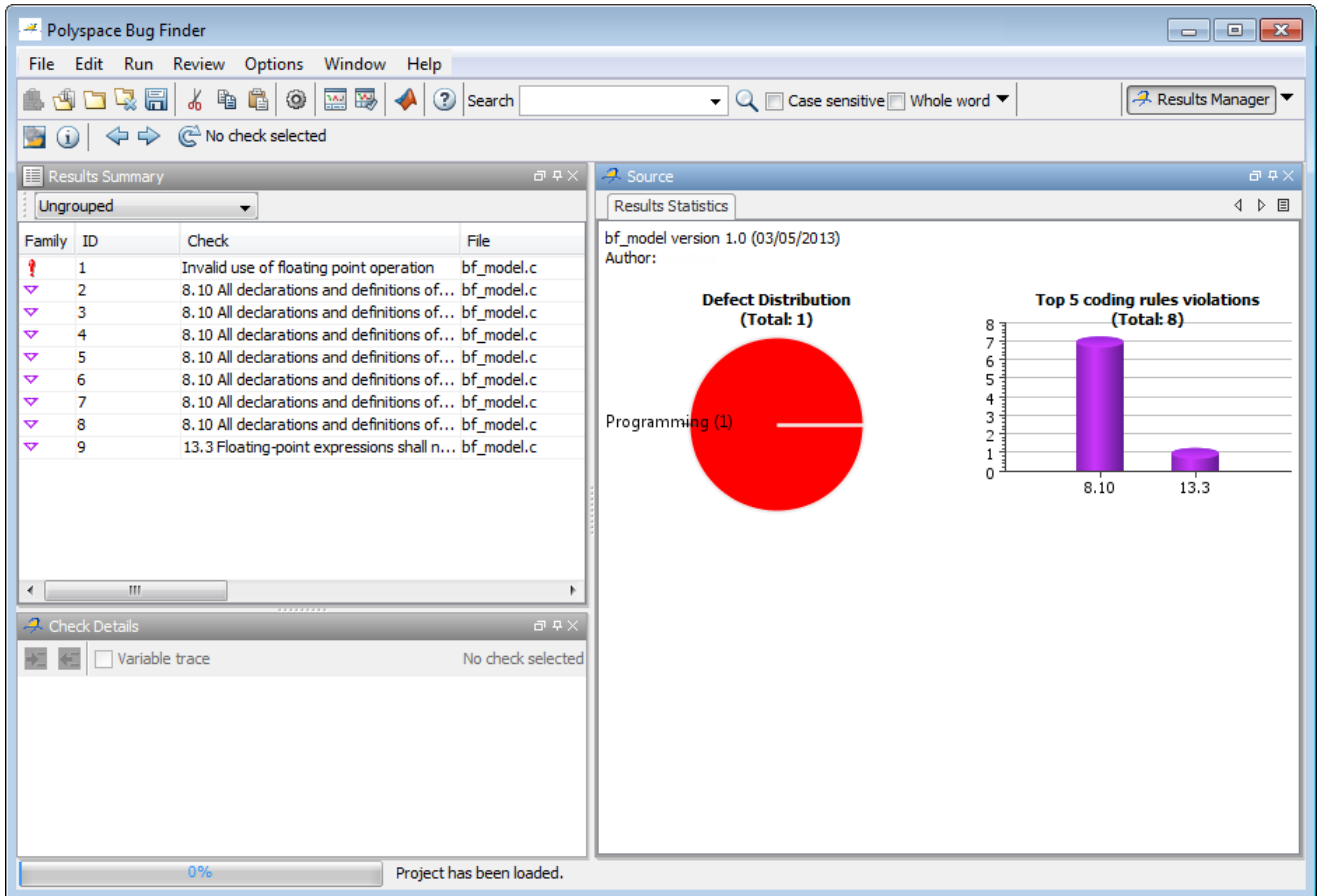 Polyspace Bug Finder
File Edit Run Review Options Window Help
Search Case sensitive Whole word Results Manager
No check selected
Results Summary
Ungrouped
Family ID Check File
1 Invalid use of floating point operation bf_model.c
2 8.10 All declarations and definitions of... bf_model.c
3 8.10 All declarations and definitions of... bf_model.c
4 8.10 All declarations and definitions of... bf_model.c
5 8.10 All declarations and definitions of... bf_model.c
6 8.10 All declarations and definitions of... bf_model.c
7 8.10 All declarations and definitions of... bf_model.c
8 8.10 All declarations and definitions of... bf_model.c
9 13.3 Floating-point expressions shall n... bf_model.c
Check Details
Variable trace No check selected
Source
Results Statistics
bf_model version 1.0 (03/05/2013)
Author:
Defect Distribution
(Total: 1)
Programming (1)
Top 5 coding rules violations
(Total: 8)
8
7
6
5
4
3
2
1
0
8.10 13.3
0% Project has been loaded.